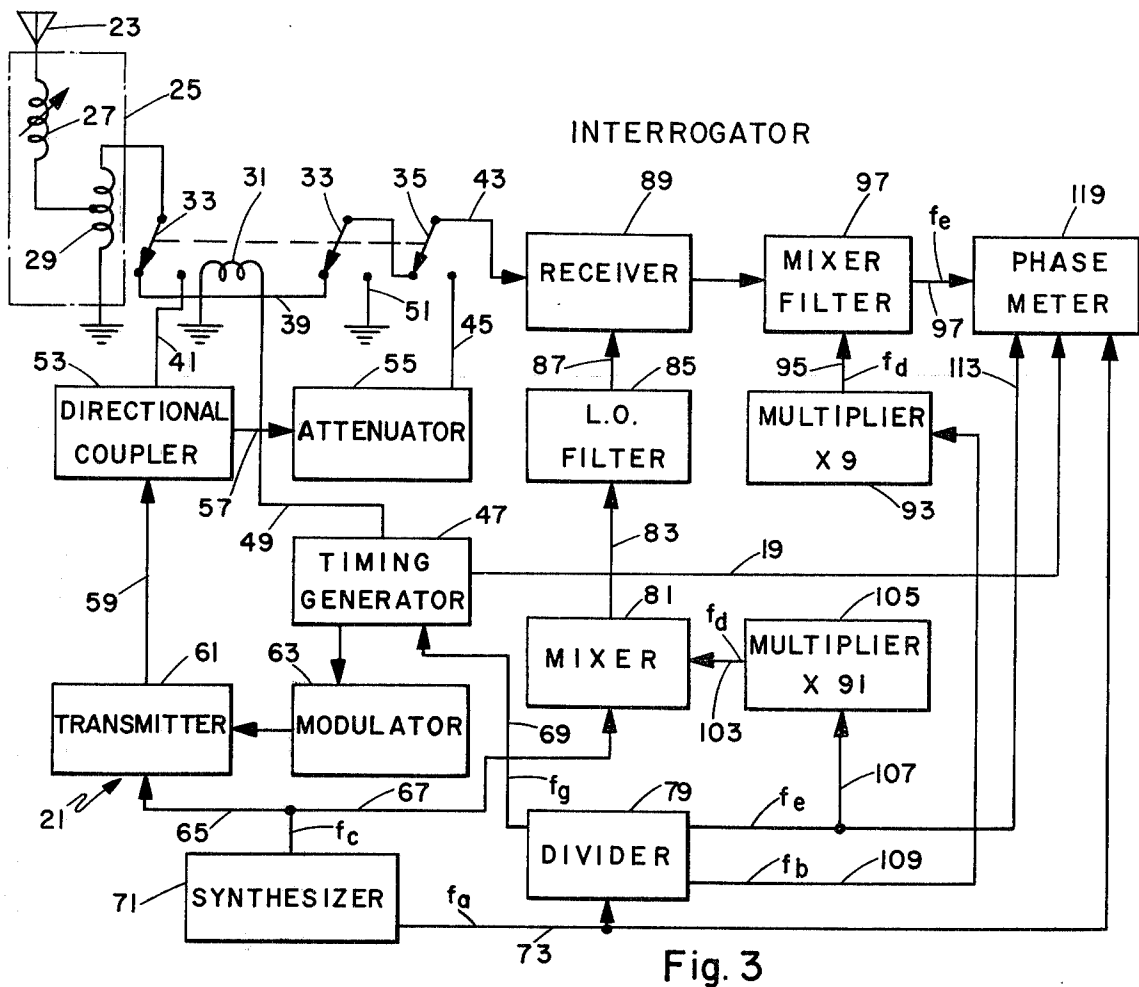 23
25
27
29
INTERROGATOR
33
31
33
35
43
89
97
119
RECEIVER
MIXER
FILTER
fe
97
PHASE
METER
39
51
45
41
53
DIRECTIONAL
COUPLER
55
ATTENUATOR
57
87
85
L.O.
FILTER
95
fd
MULTIPLIER
X 9
93
113
49
47
TIMING
GENERATOR
83
19
59
81
MIXER
fd
103
105
MULTIPLIER
X 91
61
TRANSMITTER
63
MODULATOR
69
107
21
65
67
fc
fg
79
DIVIDER
fe
fb
109
71
SYNTHESIZER
fa
73
Fig. 3